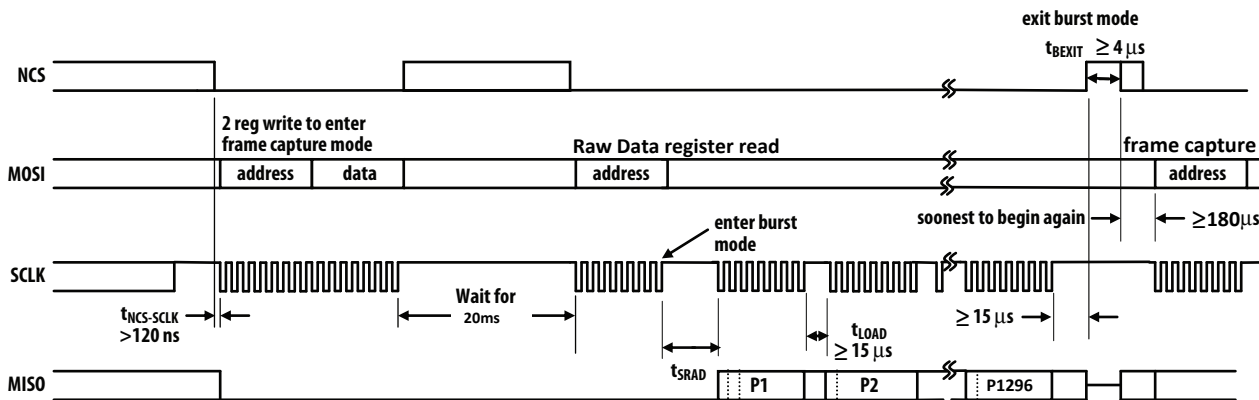 exit burst mode
tBEXIT ≥ 4 μs
NCS
2 reg write to enter
frame capture mode
Raw Data register read
frame capture
MOSI
address
data
address
address
soonest to begin again
≥180μs
enter burst
mode
SCLK
tNCS-SCLK
>120 ns
Wait for
20ms
tLOAD
≥ 15 μs
≥ 15 μs
tSRAD
MISO
P1
P2
P1296